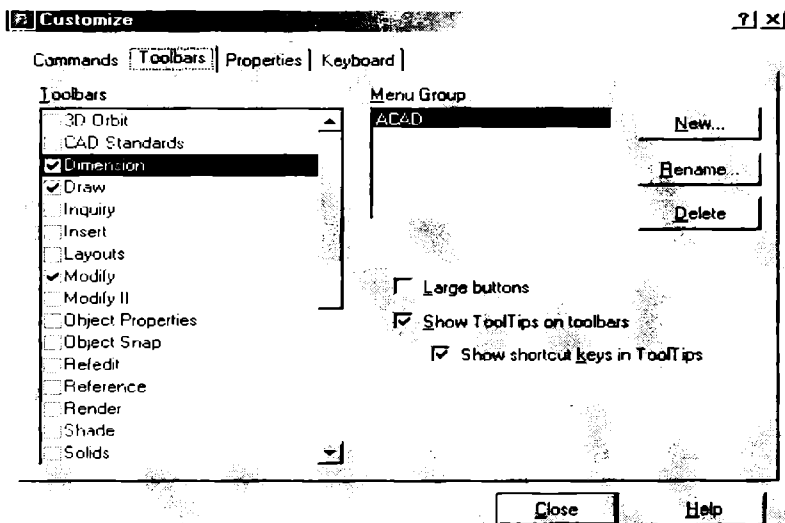 Customize
Commands Toolbars Properties Keyboard
Toolbars
3D Orbit
CAD Standards
Dimension
Draw
Inquiry
Insert
Layouts
Modify
Modify II
Object Properties
Object Snap
Refedit
Reference
Render
Shade
Solids
Menu Group
ACAD
New...
Rename...
Delete
Large buttons
Show ToolTips on toolbars
Show shortcut keys in ToolTips
Close Help